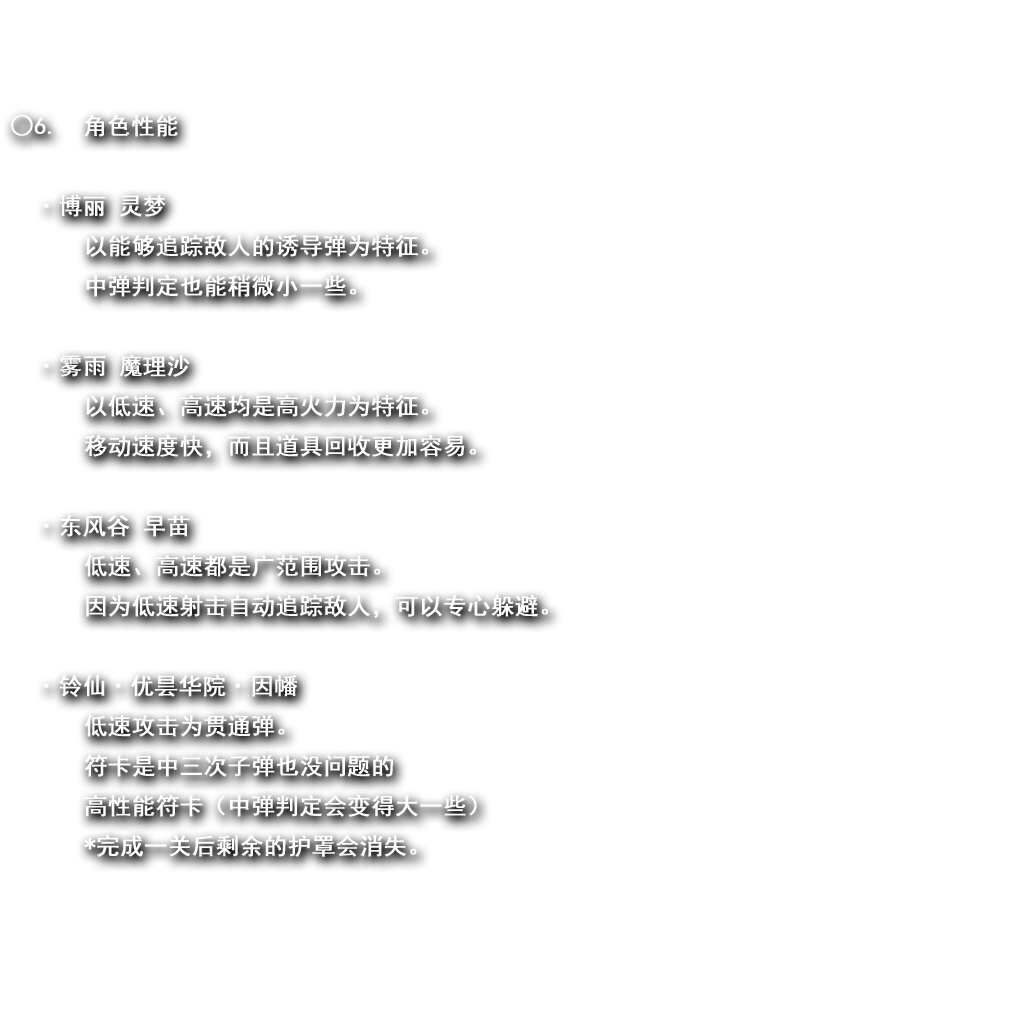 ○6. 角色性能
·博丽 灵梦
以能够追踪敌人的诱导弹为特征。
中弹判定也能稍微小一些。
·雾雨 魔理沙
以低速、高速均是高火力为特征。
移动速度快，而且道具回收更加容易。
·东风谷 早苗
低速、高速都是广范围攻击。
因为低速射击自动追踪敌人，可以专心躲避。
·铃仙·优昙华院·因幡
低速攻击为贯通弹。
符卡是中三次子弹也没问题的
高性能符卡（中弹判定会变得大一些）
*完成一关后剩余的护罩会消失。